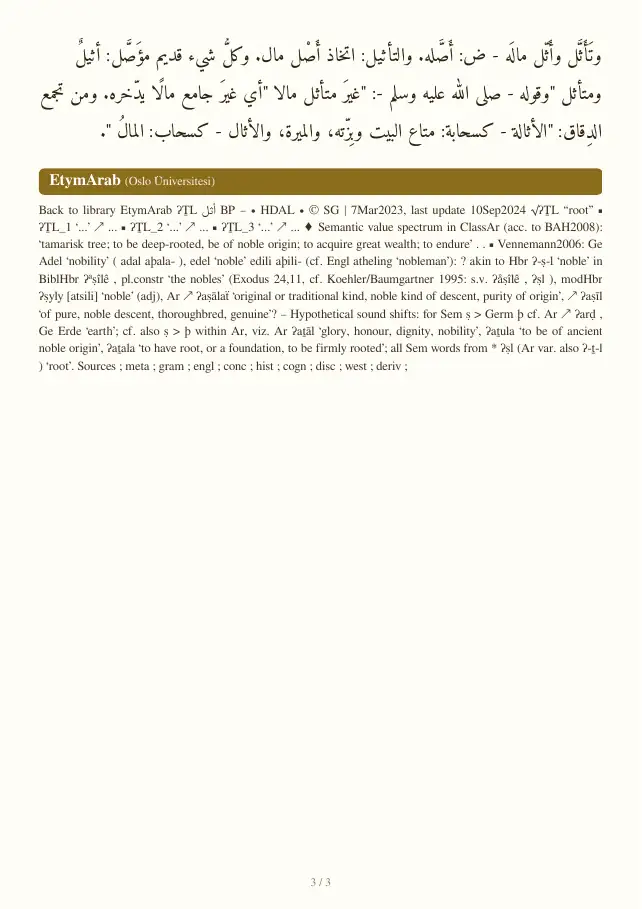 وتَأَثَّل وأَثّل مالَه - ض: أَصَّله. والتأثيل: اتخاذ أَصْل مال. وكلُّ شيء قديم مؤَصَّل: أثيلٌ
ومتأثل "وقوله - صلى الله عليه وسلم -: "غيرَ متأثل مالا "أي غيرَ جامع مالًا يدّخره. ومن تجمع
الدِقاق: "الأثالة - كسحابة: متاع البيت وبِزّته، والميرة، والأثال - كسحاب: المالُ ".
EtymArab (Oslo Üniversitesi)
Back to library EtymArab ʔṮL أثل BP – • HDAL • © SG | 7Mar2023, last update 10Sep2024 √ʔṮL “root” ▪
ʔṮL_1 ‘...’ ↗ ... ▪ ʔṮL_2 ‘...’ ↗ ... ▪ ʔṮL_3 ‘...’ ↗ ... ♦ Semantic value spectrum in ClassAr (acc. to BAH2008):
‘tamarisk tree; to be deep-rooted, be of noble origin; to acquire great wealth; to endure’ . . ▪ Vennemann2006: Ge
Adel ‘nobility’ ( adal aþala- ), edel ‘noble’ edili aþili- (cf. Engl atheling ‘nobleman’): ? akin to Hbr ʔ-ṣ-l ‘noble’ in
BiblHbr ʔᵃṣîlê , pl.constr ‘the nobles’ (Exodus 24,11, cf. Koehler/Baumgartner 1995: s.v. ʔāṣîlê , ʔṣl ), modHbr
ʔṣyly [atsili] ‘noble’ (adj), Ar ↗ ʔaṣālaẗ ‘original or traditional kind, noble kind of descent, purity of origin’, ↗ ʔaṣīl
‘of pure, noble descent, thoroughbred, genuine’? – Hypothetical sound shifts: for Sem ṣ > Germ þ cf. Ar ↗ ʔarḍ ,
Ge Erde ‘earth’; cf. also ṣ > þ within Ar, viz. Ar ʔaṯāl ‘glory, honour, dignity, nobility’, ʔaṯula ‘to be of ancient
noble origin’, ʔaṯala ‘to have root, or a foundation, to be firmly rooted’; all Sem words from * ʔṣl (Ar var. also ʔ-ṯ-l
) ‘root’. Sources ; meta ; gram ; engl ; conc ; hist ; cogn ; disc ; west ; deriv ;
3 / 3